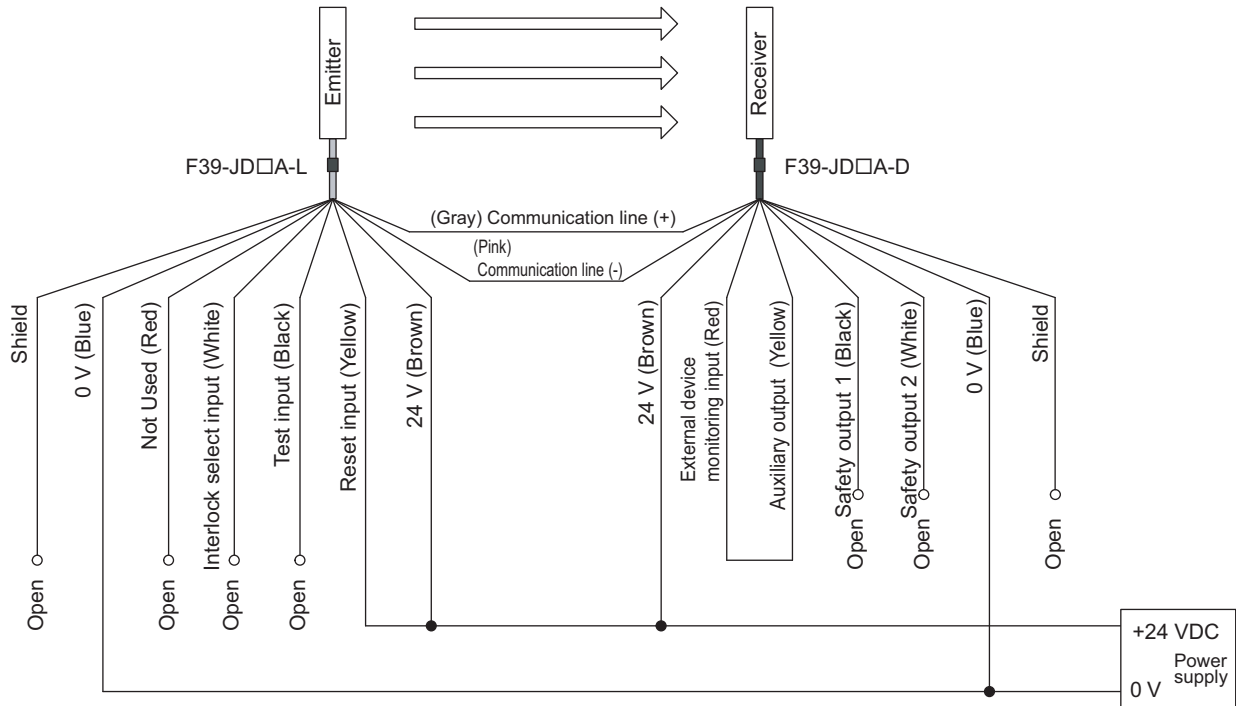 Emitter
Receiver
F39-JD□A-L
F39-JD□A-D
(Gray) Communication line (+)
(Pink)
Communication line (-)
Shield
0 V (Blue)
Not Used (Red)
Interlock select input (White)
Test input (Black)
Reset input (Yellow)
24 V (Brown)
24 V (Brown)
External device
monitoring input (Red)
Auxiliary output (Yellow)
Safety output 1 (Black)
Safety output 2 (White)
0 V (Blue)
Shield
Open
Open
Open
Open
Open
Open
Open
+24 VDC
Power
supply
0 V